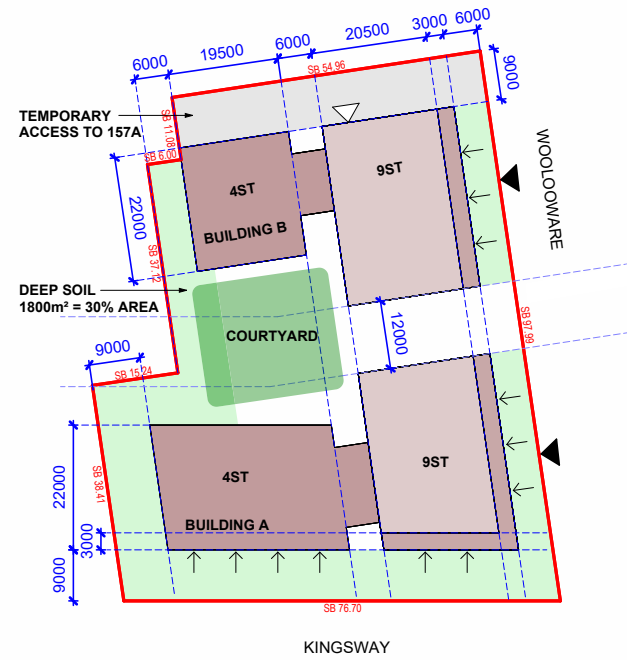 6000
19500
6000
20500
3000
6000
SB 54.96
9000
TEMPORARY
ACCESS TO 157A
SB 11.08
SB 6.00
WOOLOOWARE
9ST
4ST
22000
BUILDING B
SB 37.72
DEEP SOIL
1800m² = 30% AREA
COURTYARD
12000
SB 97.99
9000
SB 15.24
22000
SB 38.41
4ST
9ST
BUILDING A
3000
9000
SB 76.70
KINGSWAY